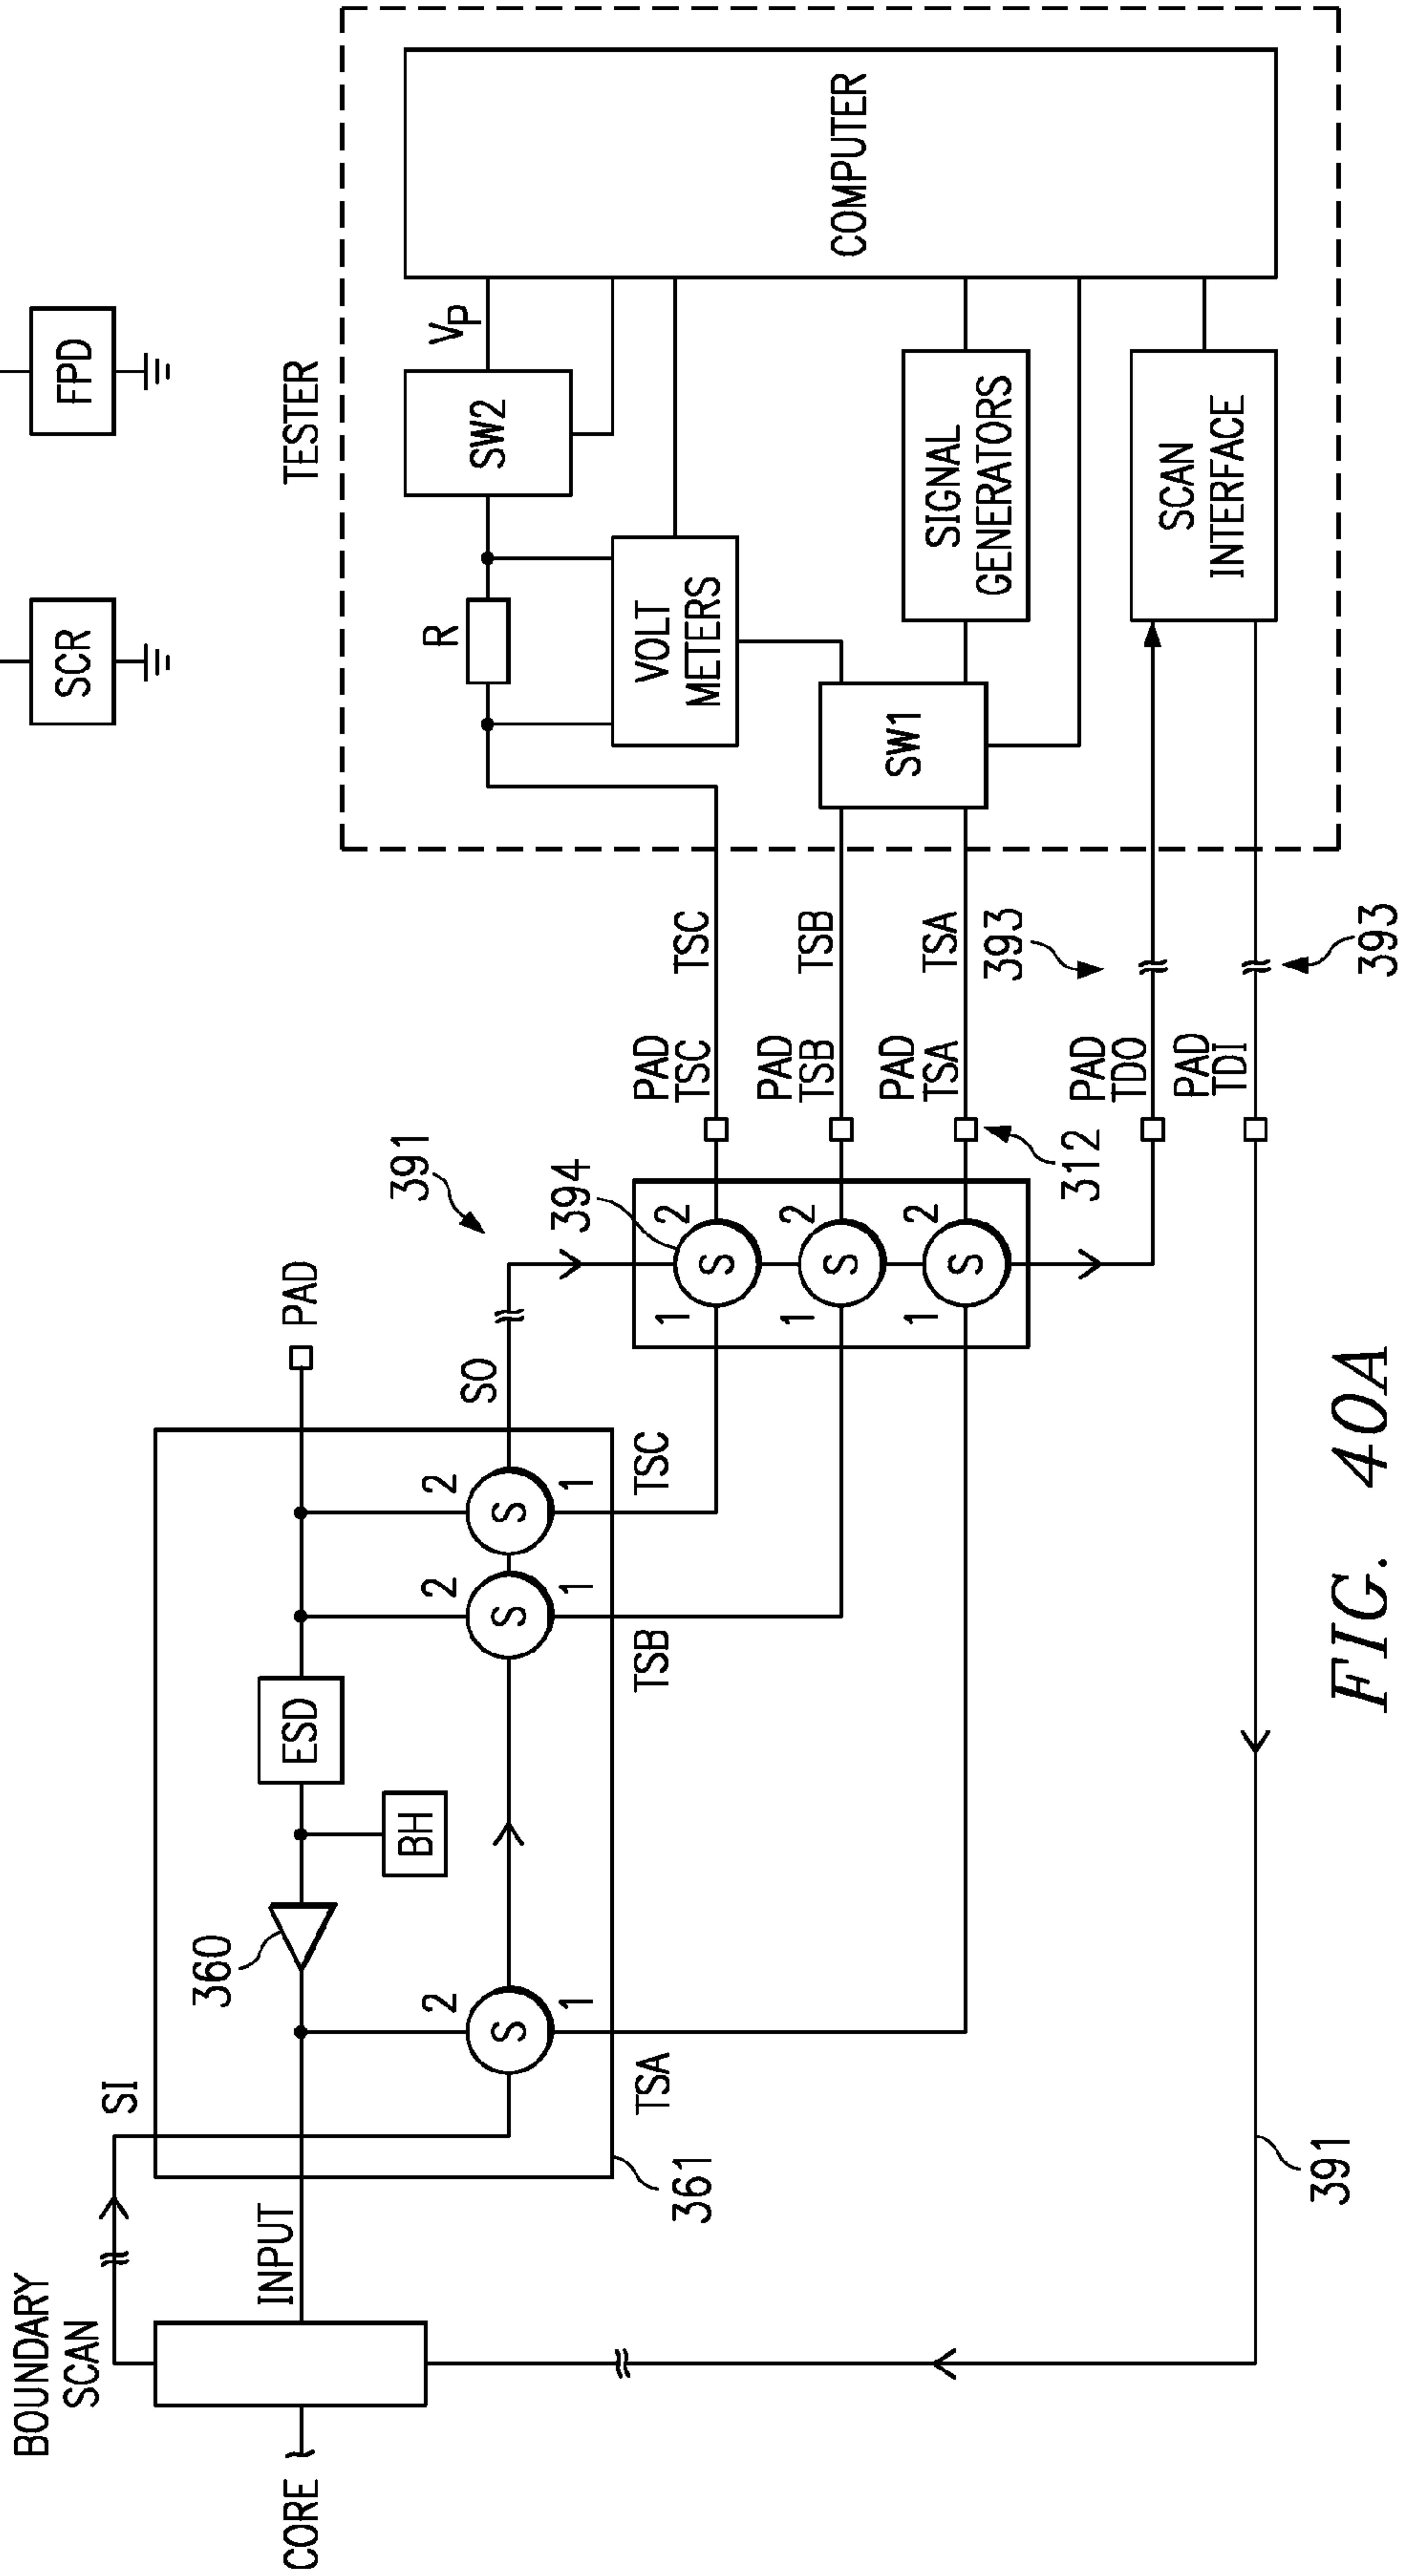 BOUNDARY
SCAN
CORE
INPUT
SI
360
BH
ESD
PAD
2
S
1
2
S
1
2
S
1
TSA
TSB
TSC
SO
361
391
394
1
S
2
1
S
2
1
S
2
312
PAD
TSC
PAD
TSB
PAD
TSA
PAD
TDO
PAD
TDI
TSC
TSB
TSA
393
393
391
SCR
FPD
TESTER
R
SW2
VP
VOLT
METERS
SW1
SIGNAL
GENERATORS
SCAN
INTERFACE
COMPUTER
FIG. 40A